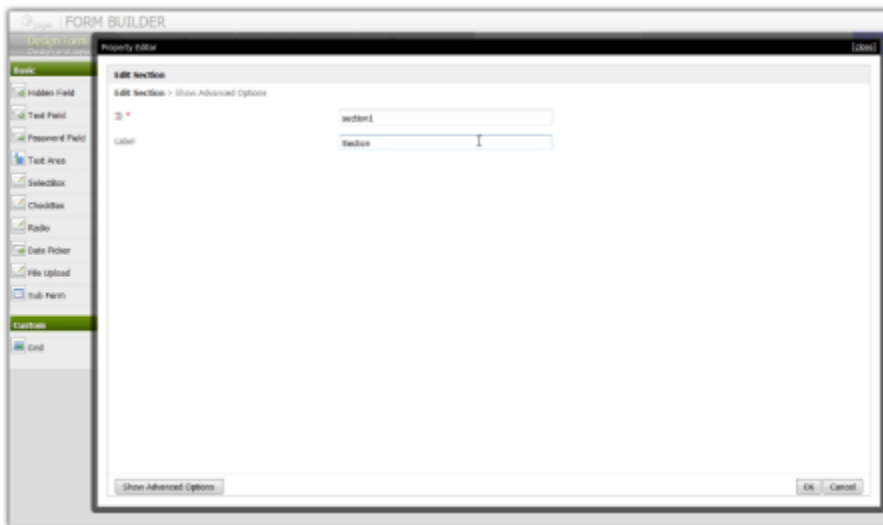 FORM BUILDER
Design Form
Property Editor
[close]
Basic
Edit Section
Edit Section > Show Advanced Options
Hidden Field
ID *
section1
Text Field
Label
Section
Password Field
Text Area
SelectBox
CheckBox
Radio
Date Picker
File Upload
Sub Form
Custom
Grid
Show Advanced Options
OK
Cancel